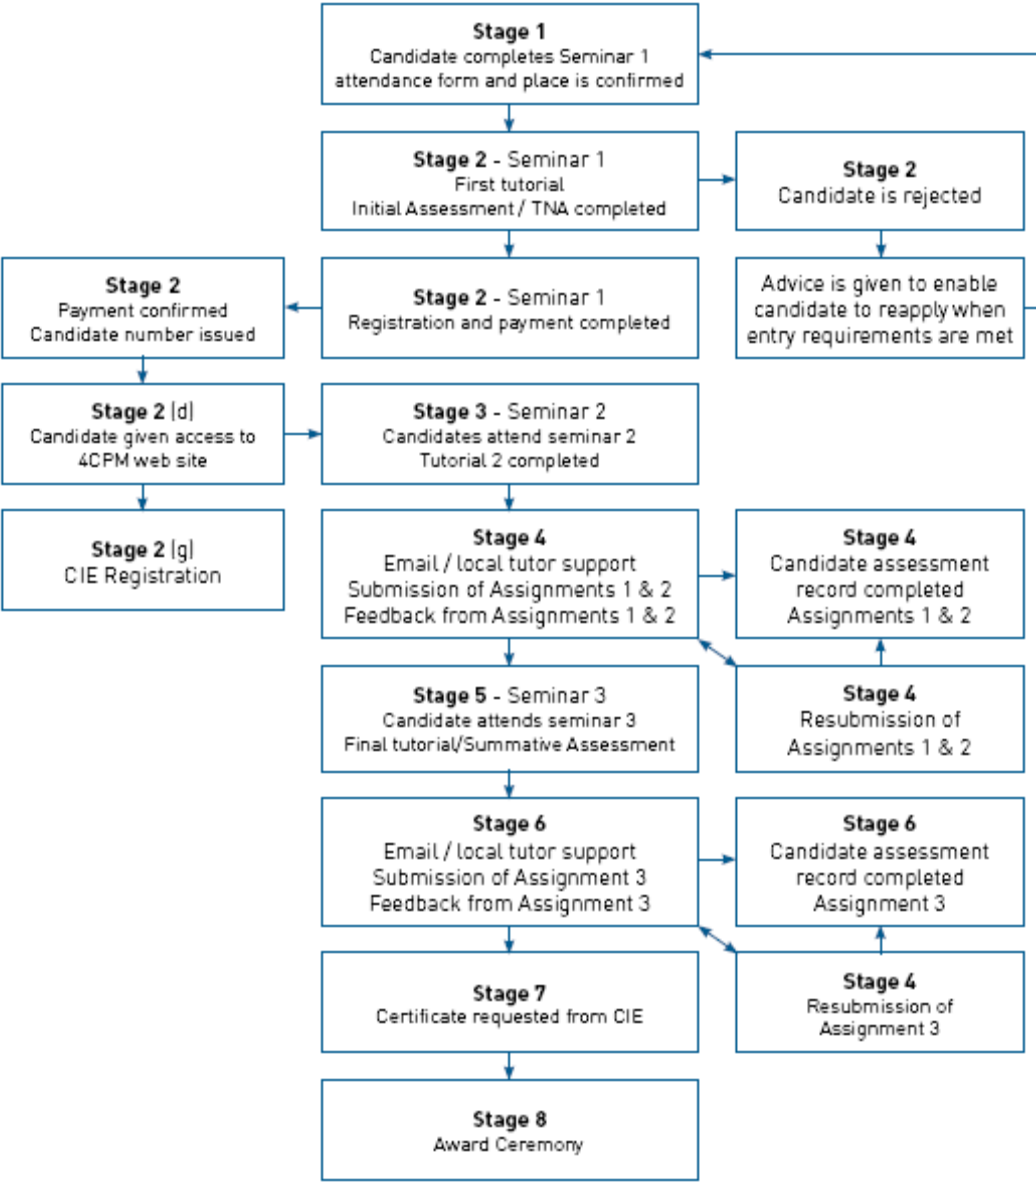 Stage 1
Candidate completes Seminar 1
attendance form and place is confirmed
Stage 2 - Seminar 1
First tutorial
Initial Assessment / TNA completed
Stage 2
Candidate is rejected
Stage 2
Payment confirmed
Candidate number issued
Stage 2 - Seminar 1
Registration and payment completed
Advice is given to enable
candidate to reapply when
entry requirements are met
Stage 2 (d)
Candidate given access to
4CPM web site
Stage 3 - Seminar 2
Candidates attend seminar 2
Tutorial 2 completed
Stage 2 (g)
CIE Registration
Stage 4
Email / local tutor support
Submission of Assignments 1 & 2
Feedback from Assignments 1 & 2
Stage 4
Candidate assessment
record completed
Assignments 1 & 2
Stage 5 - Seminar 3
Candidate attends seminar 3
Final tutorial/Summative Assessment
Stage 4
Resubmission of
Assignments 1 & 2
Stage 6
Email / local tutor support
Submission of Assignment 3
Feedback from Assignment 3
Stage 6
Candidate assessment
record completed
Assignment 3
Stage 7
Certificate requested from CIE
Stage 4
Resubmission of
Assignment 3
Stage 8
Award Ceremony